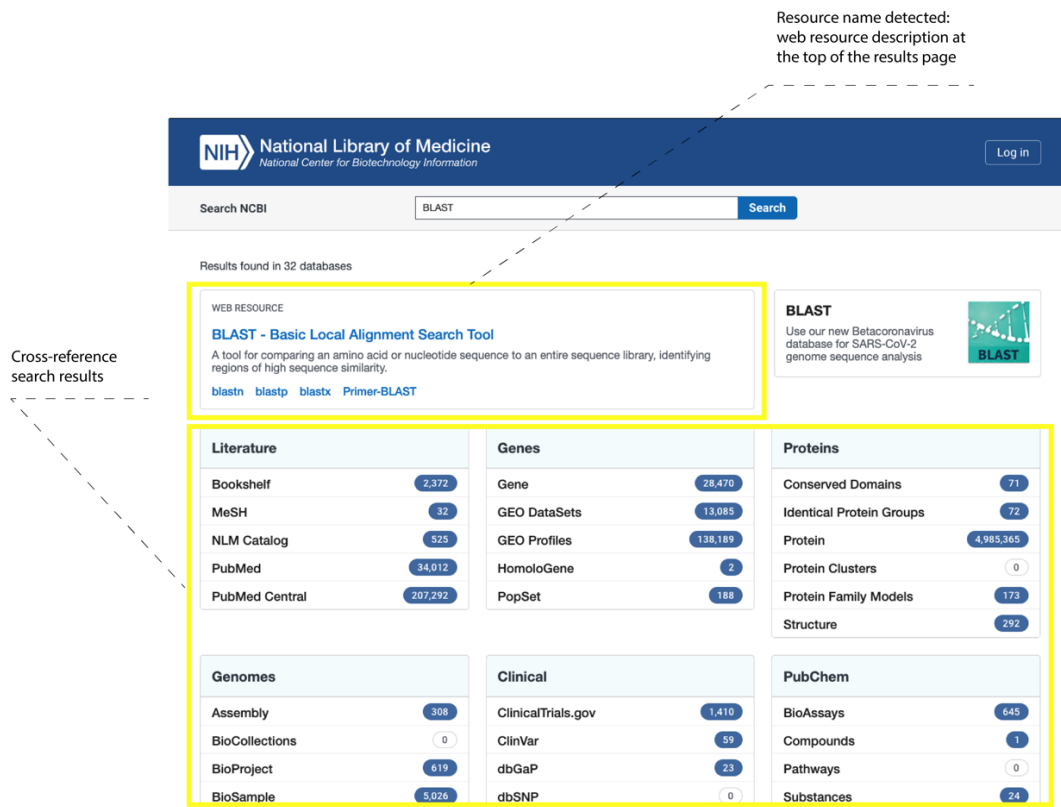 Resource name detected:
web resource description at
the top of the results page
NIH
National Library of Medicine
National Center for Biotechnology Information
Log in
Search NCBI
BLAST
Search
Results found in 32 databases
WEB RESOURCE
BLAST - Basic Local Alignment Search Tool
A tool for comparing an amino acid or nucleotide sequence to an entire sequence library, identifying
regions of high sequence similarity.
blastn blastp blastx Primer-BLAST
BLAST
Use our new Betacoronavirus
database for SARS-CoV-2
genome sequence analysis
BLAST
Cross-reference
search results
Literature
Bookshelf 2,372
MeSH 32
NLM Catalog 525
PubMed 34,012
PubMed Central 207,292
Genes
Gene 28,470
GEO DataSets 13,085
GEO Profiles 138,189
HomoloGene 2
PopSet 188
Proteins
Conserved Domains 71
Identical Protein Groups 72
Protein 4,985,365
Protein Clusters 0
Protein Family Models 173
Structure 292
Genomes
Assembly 308
BioCollections 0
BioProject 619
BioSample 5,026
Clinical
ClinicalTrials.gov 1,410
ClinVar 59
dbGaP 23
dbSNP 0
PubChem
BioAssays 645
Compounds 1
Pathways 0
Substances 24